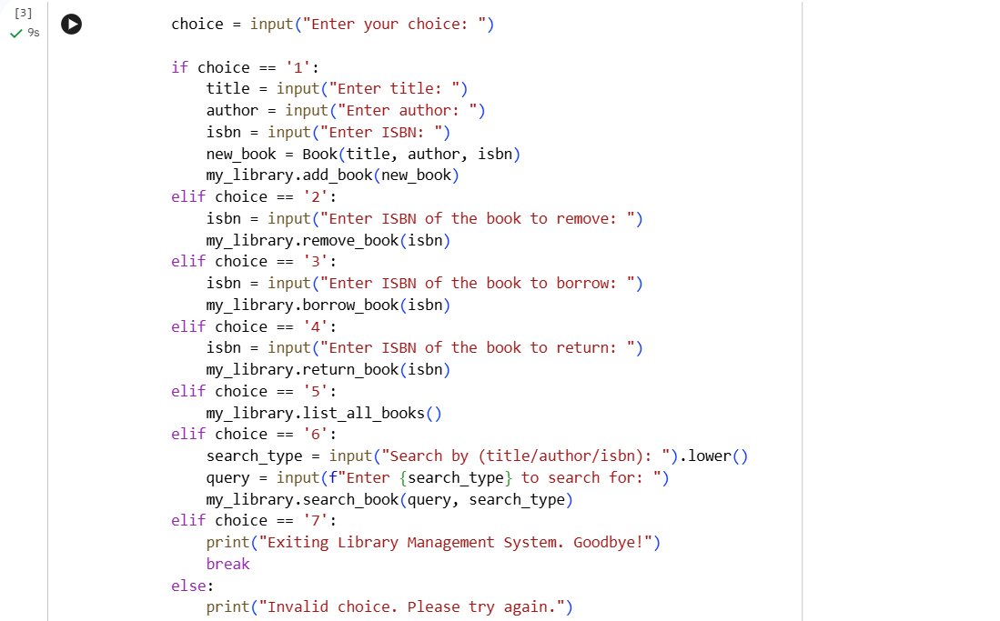 [3]
9s
choice = input("Enter your choice: ")
if choice == '1':
title = input("Enter title: ")
author = input("Enter author: ")
isbn = input("Enter ISBN: ")
new_book = Book(title, author, isbn)
my_library.add_book(new_book)
elif choice == '2':
isbn = input("Enter ISBN of the book to remove: ")
my_library.remove_book(isbn)
elif choice == '3':
isbn = input("Enter ISBN of the book to borrow: ")
my_library.borrow_book(isbn)
elif choice == '4':
isbn = input("Enter ISBN of the book to return: ")
my_library.return_book(isbn)
elif choice == '5':
my_library.list_all_books()
elif choice == '6':
search_type = input("Search by (title/author/isbn): ").lower()
query = input(f"Enter {search_type} to search for: ")
my_library.search_book(query, search_type)
elif choice == '7':
print("Exiting Library Management System. Goodbye!")
break
else:
print("Invalid choice. Please try again.")